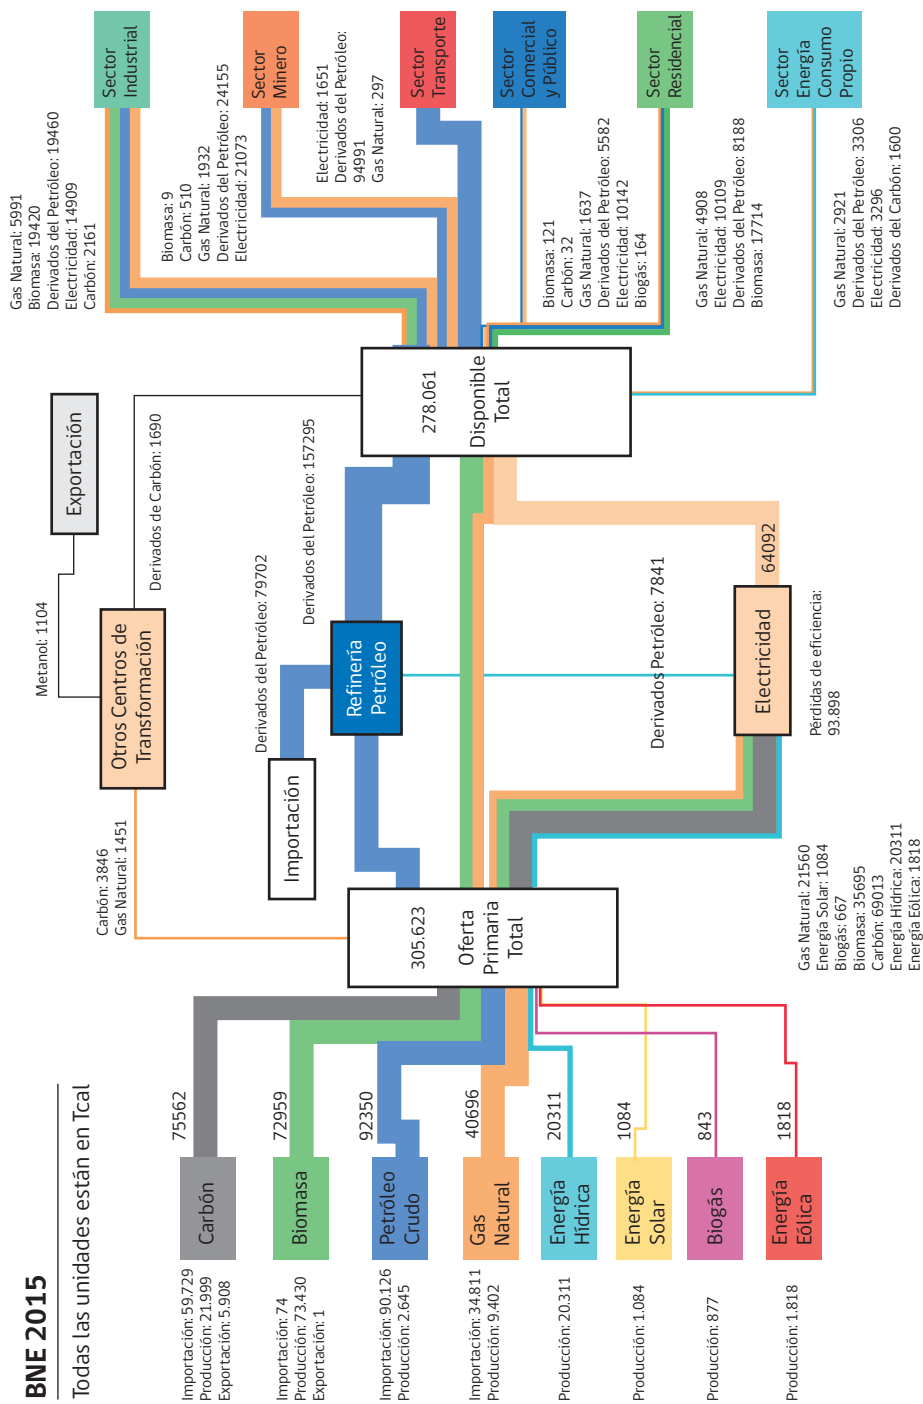 BNE 2015
Todas las unidades están en Tcal
Importación: 59.729
Producción: 21.999
Exportación: 5.908
Carbón
75562
Importación: 74
Producción: 73.430
Exportación: 1
Biomasa
72959
Importación: 90.126
Producción: 2.645
Petróleo
Crudo
92350
Importación: 34.811
Producción: 9.402
Gas
Natural
40696
Producción: 20.311
Energía
Hídrica
20311
Producción: 1.084
Energía
Solar
1084
Producción: 877
Biogás
843
Producción: 1.818
Energía
Eólica
1818
305.623
Oferta
Primaria
Total
Carbón: 3846
Gas Natural: 1451
Otros Centros de
Transformación
Metanol: 1104
Exportación
Derivados de Carbón: 1690
Importación
Derivados del Petróleo: 79702
Refinería
Petróleo
Derivados del Petróleo: 157295
Derivados Petróleo: 7841
Gas Natural: 21560
Energía Solar: 1084
Biogás: 667
Biomasa: 35695
Carbón: 69013
Energía Hídrica: 20311
Energía Eólica: 1818
Electricidad
Pérdidas de eficiencia:
93.898
64092
278.061
Disponible
Total
Gas Natural: 5991
Biomasa: 19420
Derivados del Petróleo: 19460
Electricidad: 14909
Carbón: 2161
Sector
Industrial
Biomasa: 9
Carbón: 510
Gas Natural: 1932
Derivados del Petróleo: 24155
Electricidad: 21073
Sector
Minero
Electricidad: 1651
Derivados del Petróleo:
94991
Gas Natural: 297
Sector
Transporte
Biomasa: 121
Carbón: 32
Gas Natural: 1637
Derivados del Petróleo: 5582
Electricidad: 10142
Biogás: 164
Sector
Comercial
y Público
Gas Natural: 4908
Electricidad: 10109
Derivados del Petróleo: 8188
Biomasa: 17714
Sector
Residencial
Gas Natural: 2921
Derivados del Petróleo: 3306
Electricidad: 3296
Derivados del Carbón: 1600
Sector
Energía
Consumo
Propio